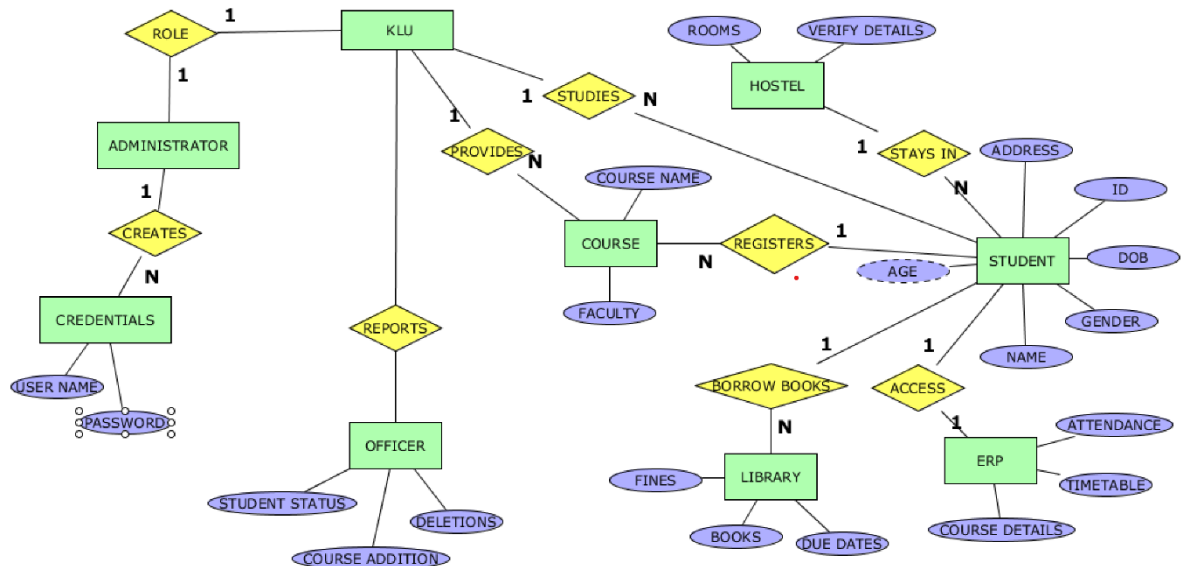 1
KLU
ROLE
ROOMS
VERIFY DETAILS
1
HOSTEL
STUDIES
1
N
1
PROVIDES
N
ADMINISTRATOR
1
STAYS IN
N
ADDRESS
ID
COURSE NAME
1
CREATES
N
COURSE
N
REGISTERS
1
STUDENT
AGE
DOB
FACULTY
GENDER
NAME
CREDENTIALS
USER NAME
PASSWORD
REPORTS
1
BORROW BOOKS
N
1
ACCESS
1
OFFICER
STUDENT STATUS
DELETIONS
COURSE ADDITION
LIBRARY
FINES
BOOKS
DUE DATES
ERP
ATTENDANCE
TIMETABLE
COURSE DETAILS